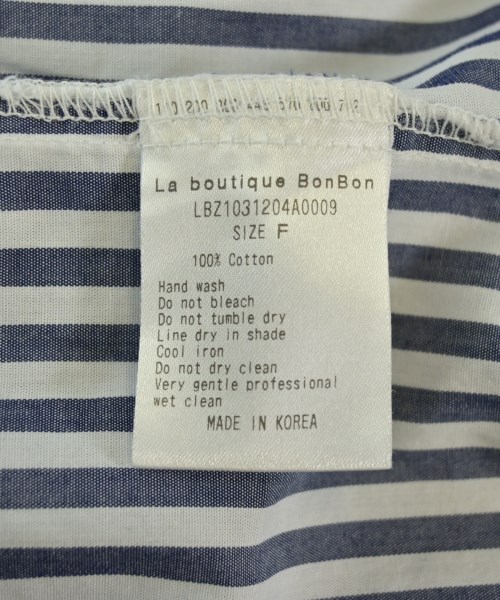 La boutique BonBon
LBZ1031204A0009
SIZE F
100% Cotton
Hand wash
Do not bleach
Do not tumble dry
Line dry in shade
Cool iron
Do not dry clean
Very gentle professional
wet clean
MADE IN KOREA